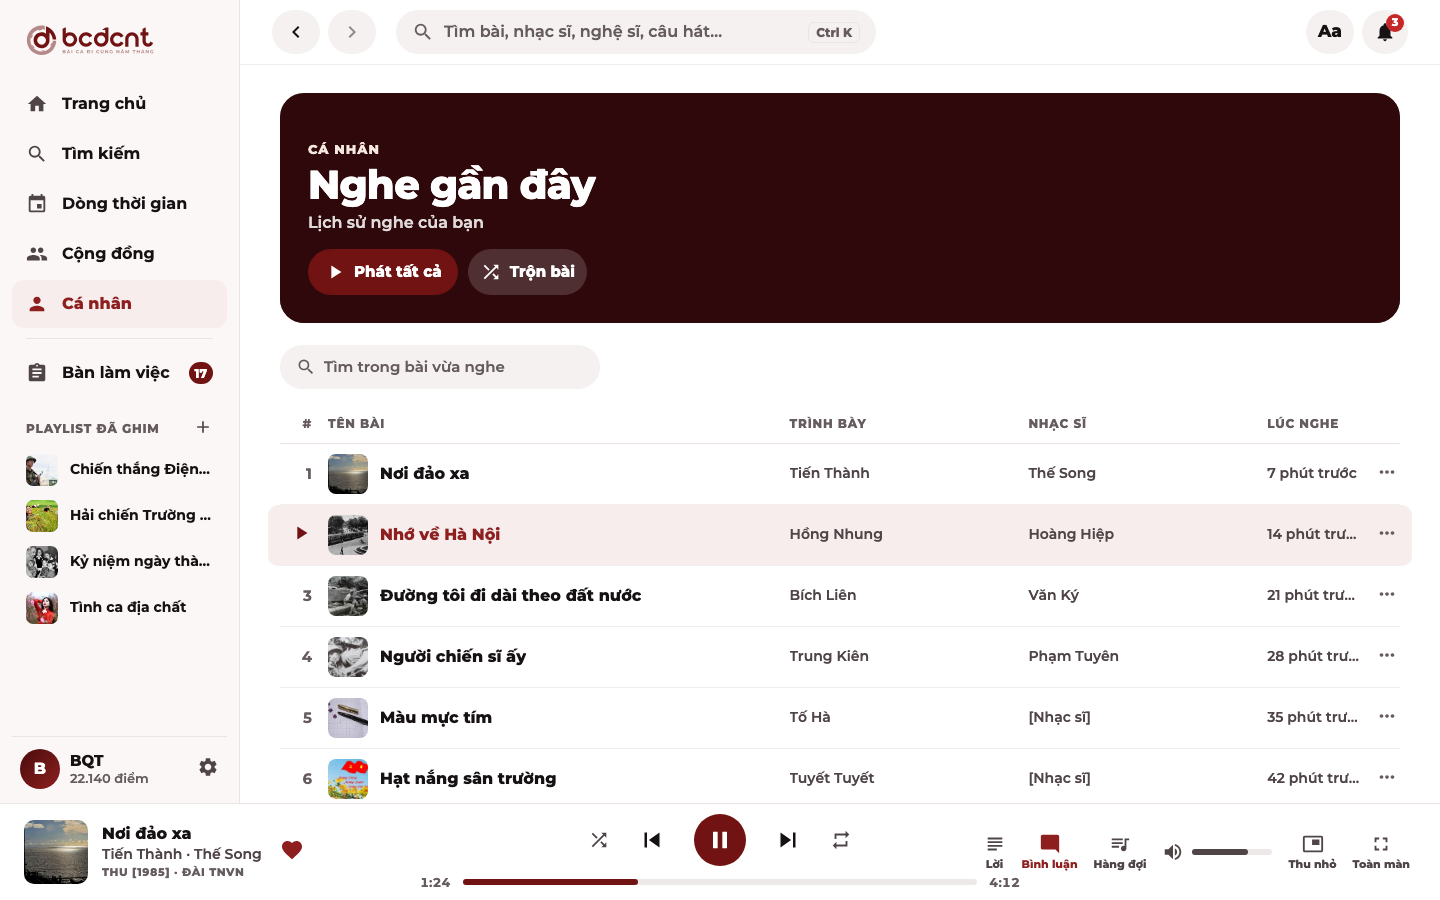 bcdcnt
BÀI CA ĐI CÙNG NĂM THÁNG
Tìm bài, nhạc sĩ, nghệ sĩ, câu hát...
Ctrl K
Aa
3
Trang chủ
Tìm kiếm
Dòng thời gian
Cộng đồng
Cá nhân
Bàn làm việc
17
PLAYLIST ĐÃ GHIM
Chiến thắng Điện...
Hải chiến Trường ...
Kỷ niệm ngày thà...
Tình ca địa chất
B
BQT
22.140 điểm
CÁ NHÂN
Nghe gần đây
Lịch sử nghe của bạn
Phát tất cả
Trộn bài
Tìm trong bài vừa nghe
# TÊN BÀI TRÌNH BÀY NHẠC SĨ LÚC NGHE
1 Nơi đảo xa Tiến Thành Thế Song 7 phút trước
Nhớ về Hà Nội Hồng Nhung Hoàng Hiệp 14 phút trư...
3 Đường tôi đi dài theo đất nước Bích Liên Văn Ký 21 phút trư...
4 Người chiến sĩ ấy Trung Kiên Phạm Tuyên 28 phút trư...
5 Màu mực tím Tố Hà [Nhạc sĩ] 35 phút trư...
6 Hạt nắng sân trường Tuyết Tuyết [Nhạc sĩ] 42 phút trư...
Nơi đảo xa
Tiến Thành · Thế Song
THU [1985] · ĐÀI TNVN
1:24
4:12
Lời
Bình luận
Hàng đợi
Thu nhỏ
Toàn màn